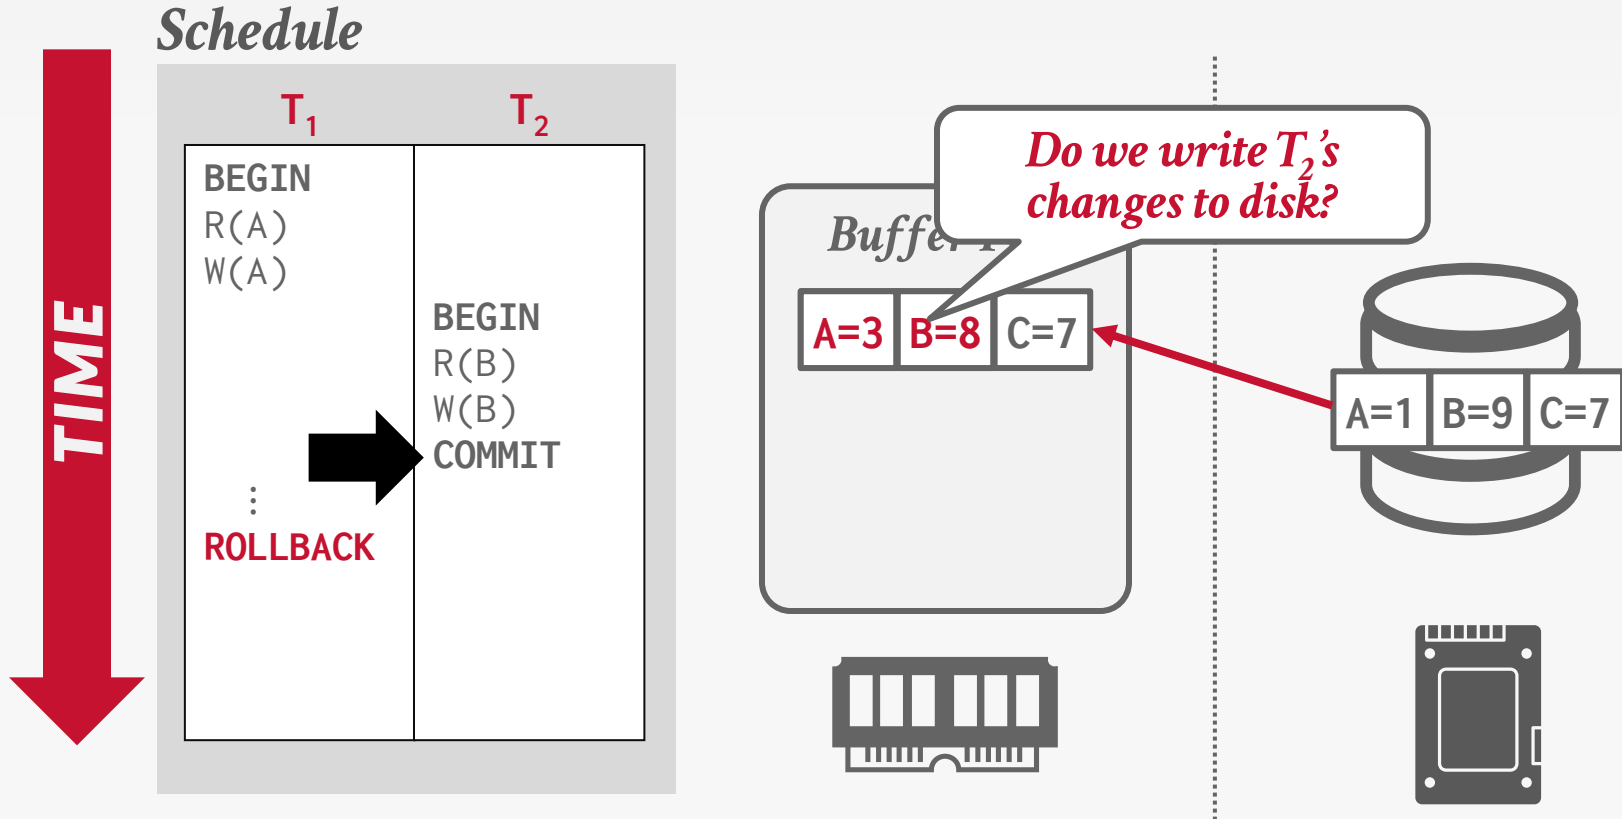 Schedule
TIME
T1
T2
BEGIN
R(A)
W(A)
BEGIN
R(B)
W(B)
COMMIT
⋮
ROLLBACK
Do we write T2's
changes to disk?
A=3 B=8 C=7
A=1 B=9 C=7